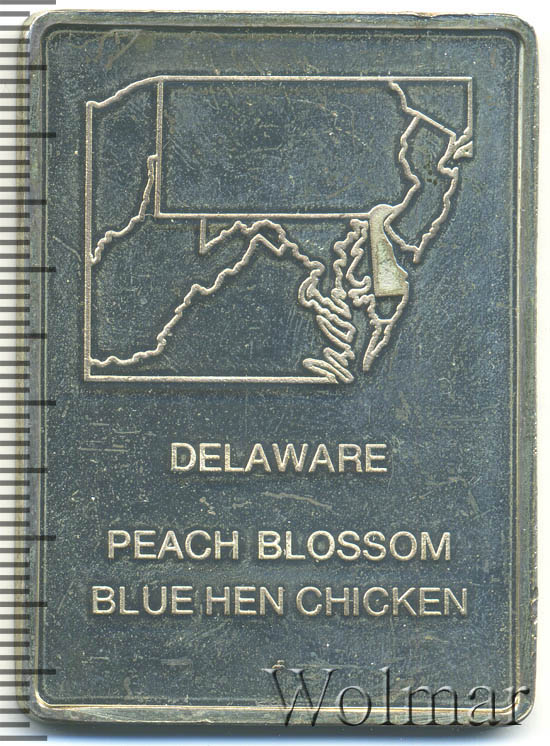 DELAWARE
PEACH BLOSSOM
BLUE HEN CHICKEN
Wolmar